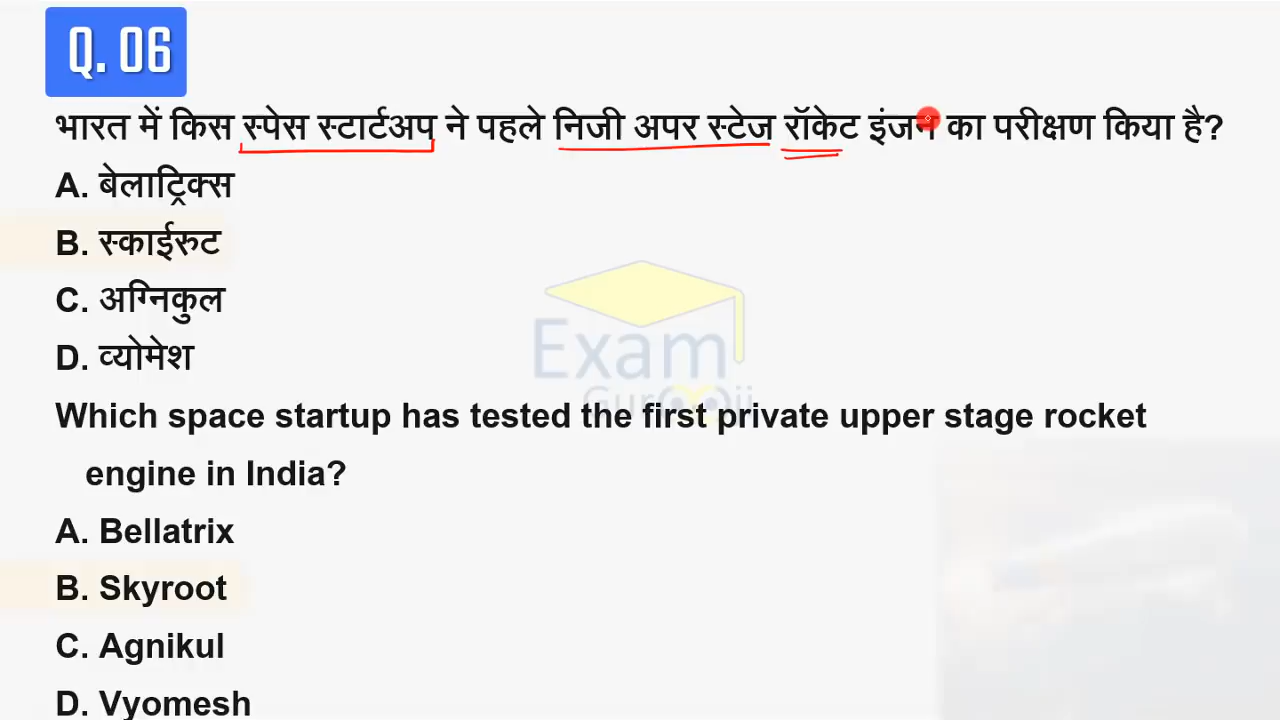 Q. 06
भारत में किस स्पेस स्टार्टअप ने पहले निजी अपर स्टेज रॉकेट इंजन का परीक्षण किया है?
A. बेलाट्रिक्स
B. स्काईरुट
C. अग्निकुल
D. व्योमेश
Exam
Gurooji
Which space startup has tested the first private upper stage rocket
engine in India?
A. Bellatrix
B. Skyroot
C. Agnikul
D. Vyomesh